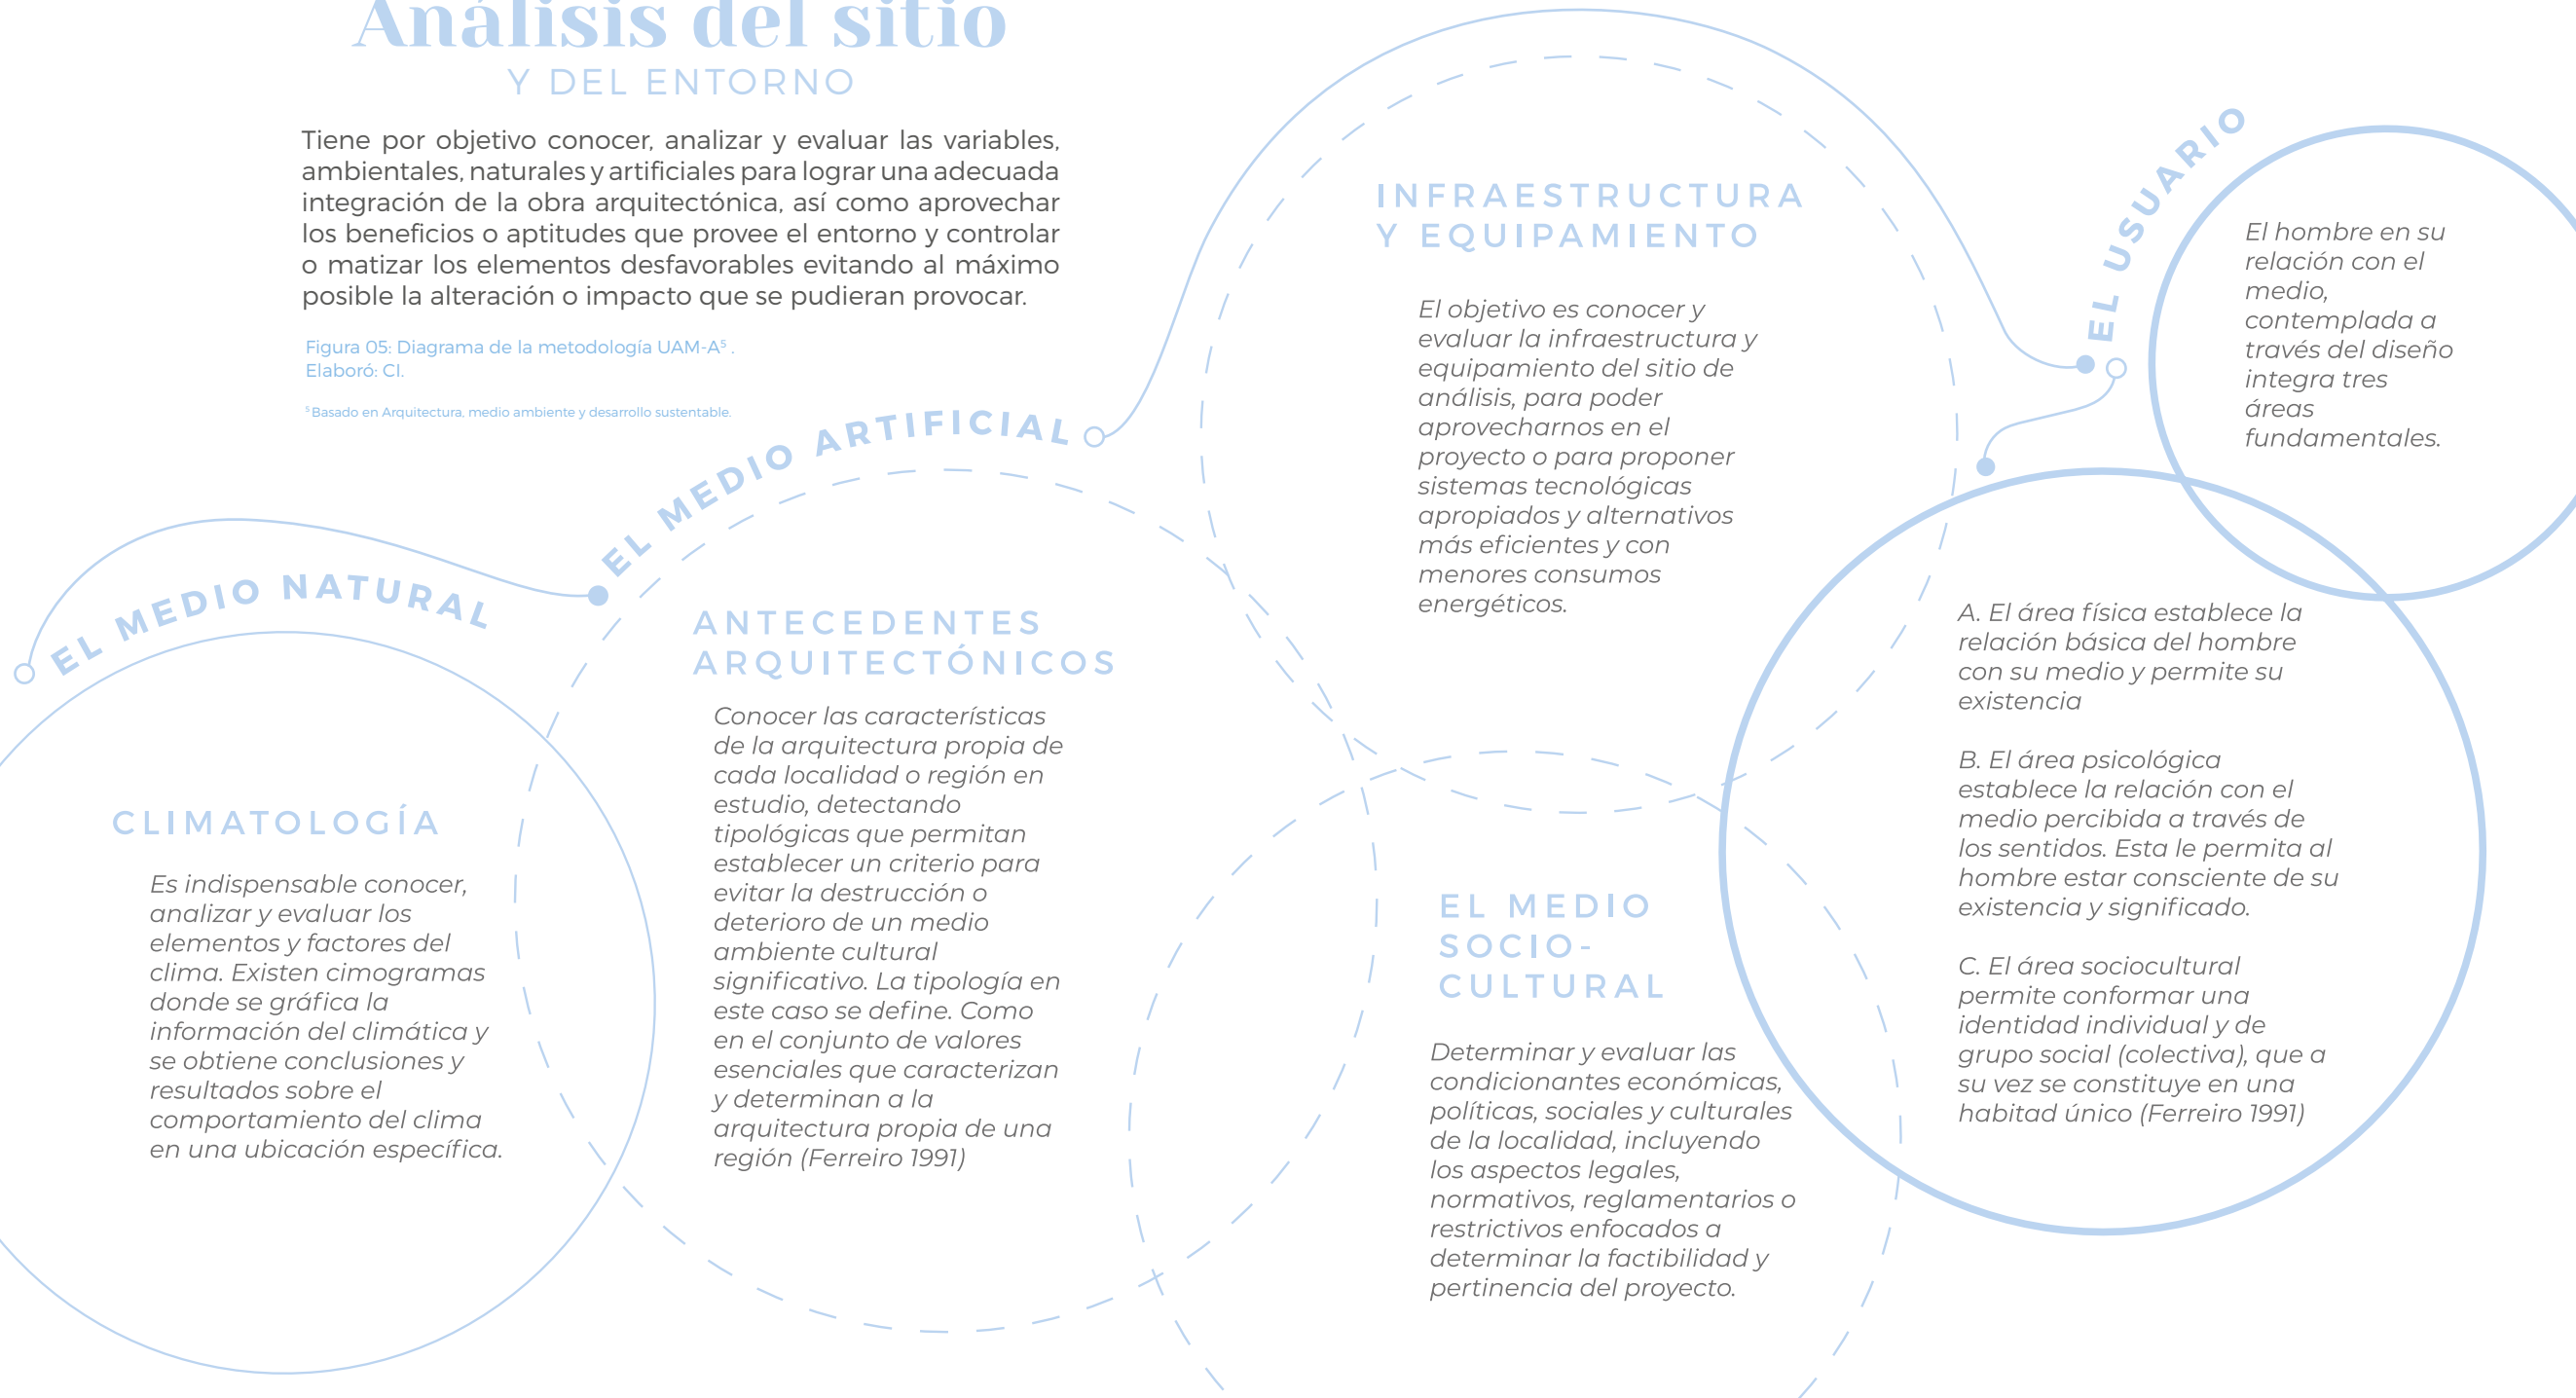 Análisis del sitio
Y DEL ENTORNO
Tiene por objetivo conocer, analizar y evaluar las variables,
ambientales, naturales y artificiales para lograr una adecuada
integración de la obra arquitectónica, así como aprovechar
los beneficios o aptitudes que provee el entorno y controlar
o matizar los elementos desfavorables evitando al máximo
posible la alteración o impacto que se pudieran provocar.
Figura 05: Diagrama de la metodología UAM-A⁵ .
Elaboró: CI.
⁵ Basado en Arquitectura, medio ambiente y desarrollo sustentable.
EL MEDIO NATURAL
CLIMATOLOGÍA
Es indispensable conocer,
analizar y evaluar los
elementos y factores del
clima. Existen cimogramas
donde se gráfica la
información del climática y
se obtiene conclusiones y
resultados sobre el
comportamiento del clima
en una ubicación específica.
EL MEDIO ARTIFICIAL
ANTECEDENTES
ARQUITECTÓNICOS
Conocer las características
de la arquitectura propia de
cada localidad o región en
estudio, detectando
tipológicas que permitan
establecer un criterio para
evitar la destrucción o
deterioro de un medio
ambiente cultural
significativo. La tipología en
este caso se define. Como
en el conjunto de valores
esenciales que caracterizan
y determinan a la
arquitectura propia de una
región (Ferreiro 1991)
INFRAESTRUCTURA
Y EQUIPAMIENTO
El objetivo es conocer y
evaluar la infraestructura y
equipamiento del sitio de
análisis, para poder
aprovecharnos en el
proyecto o para proponer
sistemas tecnológicas
apropiados y alternativos
más eficientes y con
menores consumos
energéticos.
EL MEDIO
SOCIO-
CULTURAL
Determinar y evaluar las
condicionantes económicas,
políticas, sociales y culturales
de la localidad, incluyendo
los aspectos legales,
normativos, reglamentarios o
restrictivos enfocados a
determinar la factibilidad y
pertinencia del proyecto.
EL USUARIO
El hombre en su
relación con el
medio,
contemplada a
través del diseño
integra tres
áreas
fundamentales.
A. El área física establece la
relación básica del hombre
con su medio y permite su
existencia
B. El área psicológica
establece la relación con el
medio percibida a través de
los sentidos. Esta le permita al
hombre estar consciente de su
existencia y significado.
C. El área sociocultural
permite conformar una
identidad individual y de
grupo social (colectiva), que a
su vez se constituye en una
habitad único (Ferreiro 1991)